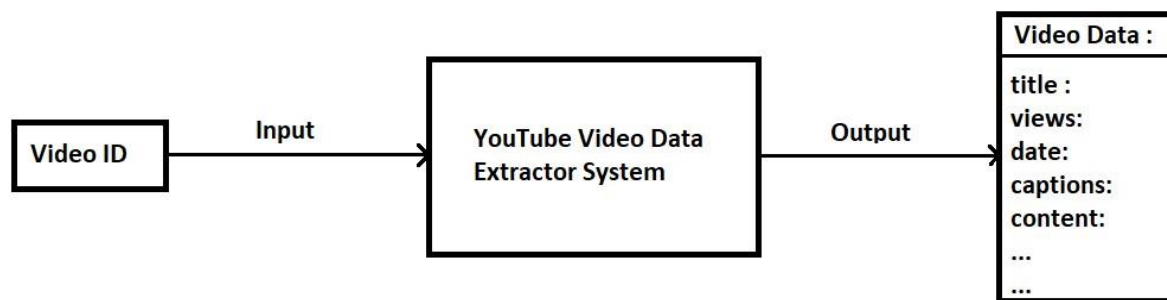 Video ID
Input
YouTube Video Data
Extractor System
Output
Video Data :
title :
views:
date:
captions:
content:
...
...